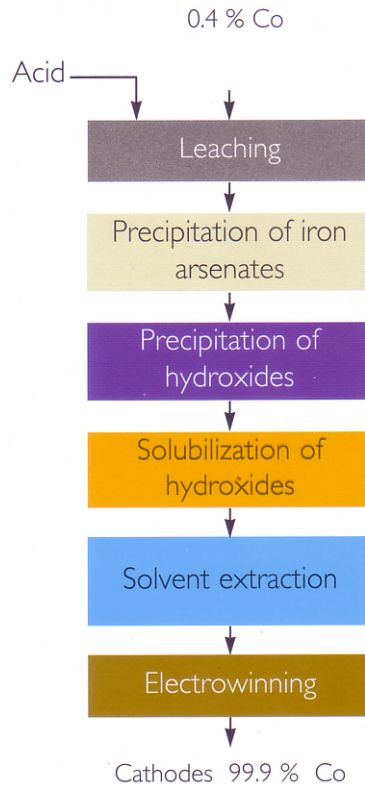 0.4 % Co
Acid
Leaching
Precipitation of iron
arsenates
Precipitation of
hydroxides
Solubilization of
hydroxides
Solvent extraction
Electrowinning
Cathodes 99.9 % Co